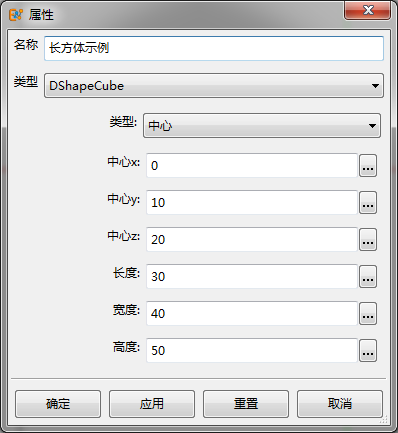 属性
名称 长方体示例
类型 DShapeCube
类型: 中心
中心x: 0 ...
中心y: 10 ...
中心z: 20 ...
长度: 30 ...
宽度: 40 ...
高度: 50 ...
确定 应用 重置 取消